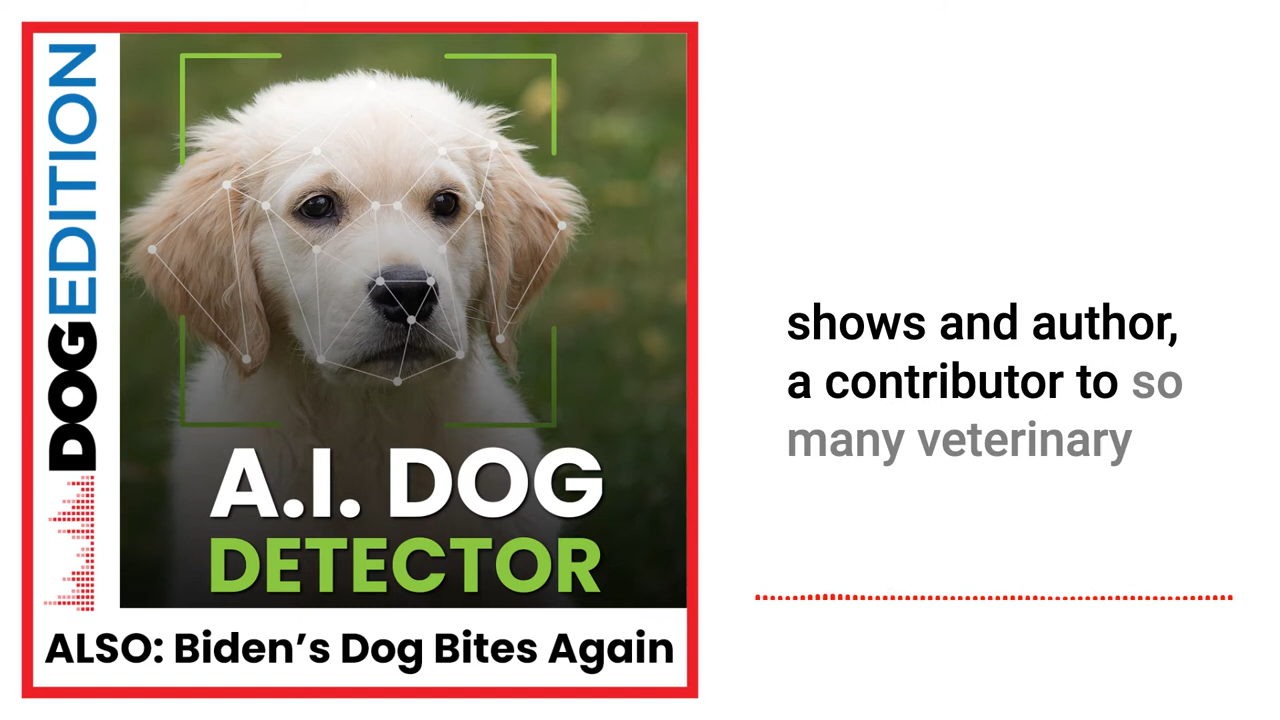 DOGEDITION
A.I. DOG
DETECTOR
ALSO: Biden’s Dog Bites Again
shows and author,
a contributor to so
many veterinary